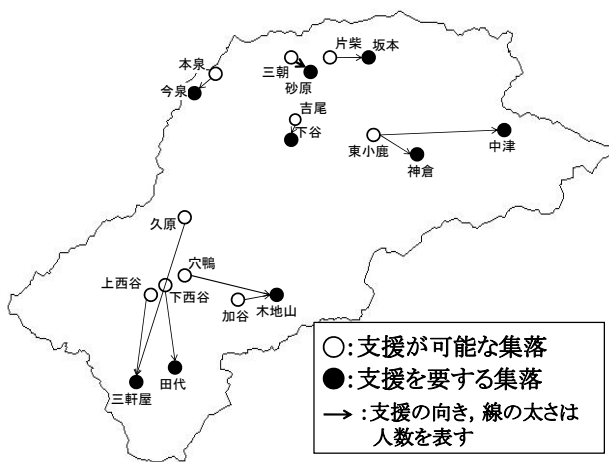 片柴
坂本
本泉
三朝
今泉
砂原
吉尾
下谷
東小鹿
中津
神倉
久原
穴鴨
上西谷
下西谷
加谷
木地山
三軒屋
田代
○:支援が可能な集落
●:支援を要する集落
→:支援の向き, 線の太さは
人数を表す